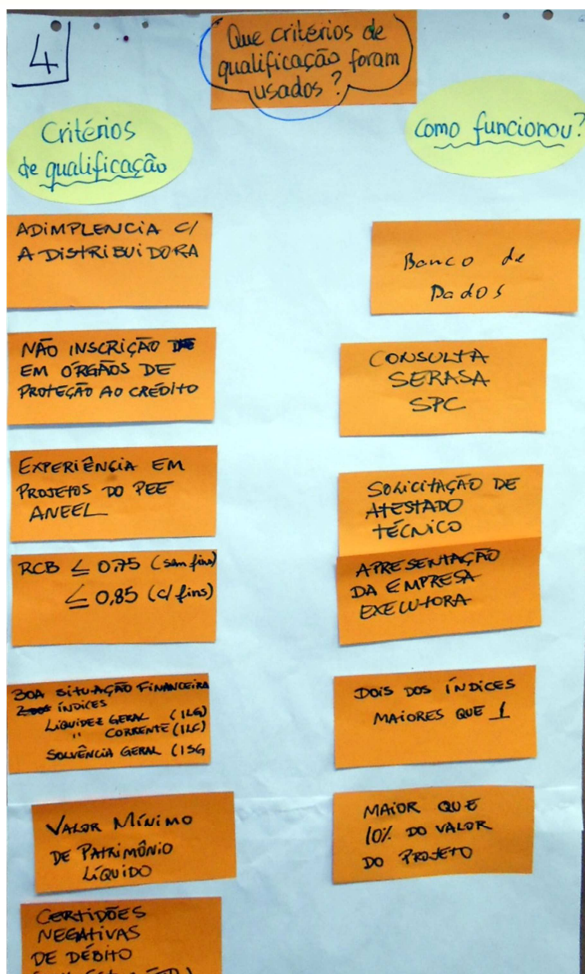 4
Que critérios de
qualificação foram
usados?
Critérios
de qualificação
Como funcionou?
ADIMPLENCIA C/
A DISTRIBUIDORA
Banco de
Dados
NÃO INSCRIÇÃO
EM ORGÃOS DE
PROTEÇÃO AO CRÉDITO
CONSULTA
SERASA
SPC
EXPERIÊNCIA EM
PROJETOS DO PEE
ANEEL
SOLICITAÇÃO DE
ATESTADO
TÉCNICO
RCB ≤ 0,75 (sem fins)
≤ 0,85 (c/ fins)
APRESENTAÇÃO
DA EMPRESA
EXECUTORA
BOA SITUAÇÃO FINANCEIRA
ÍNDICES
LIQUIDEZ GERAL (ILG)
" CORRENTE (ILC)
SOLVÊNCIA GERAL (ISG
DOIS DOS ÍNDICES
MAIORES QUE 1
VALOR MÍNIMO
DE PATRIMÔNIO
LÍQUIDO
MAIOR QUE
10% DO VALOR
DO PROJETO
CERTIDÕES
NEGATIVAS
DE DÉBITO